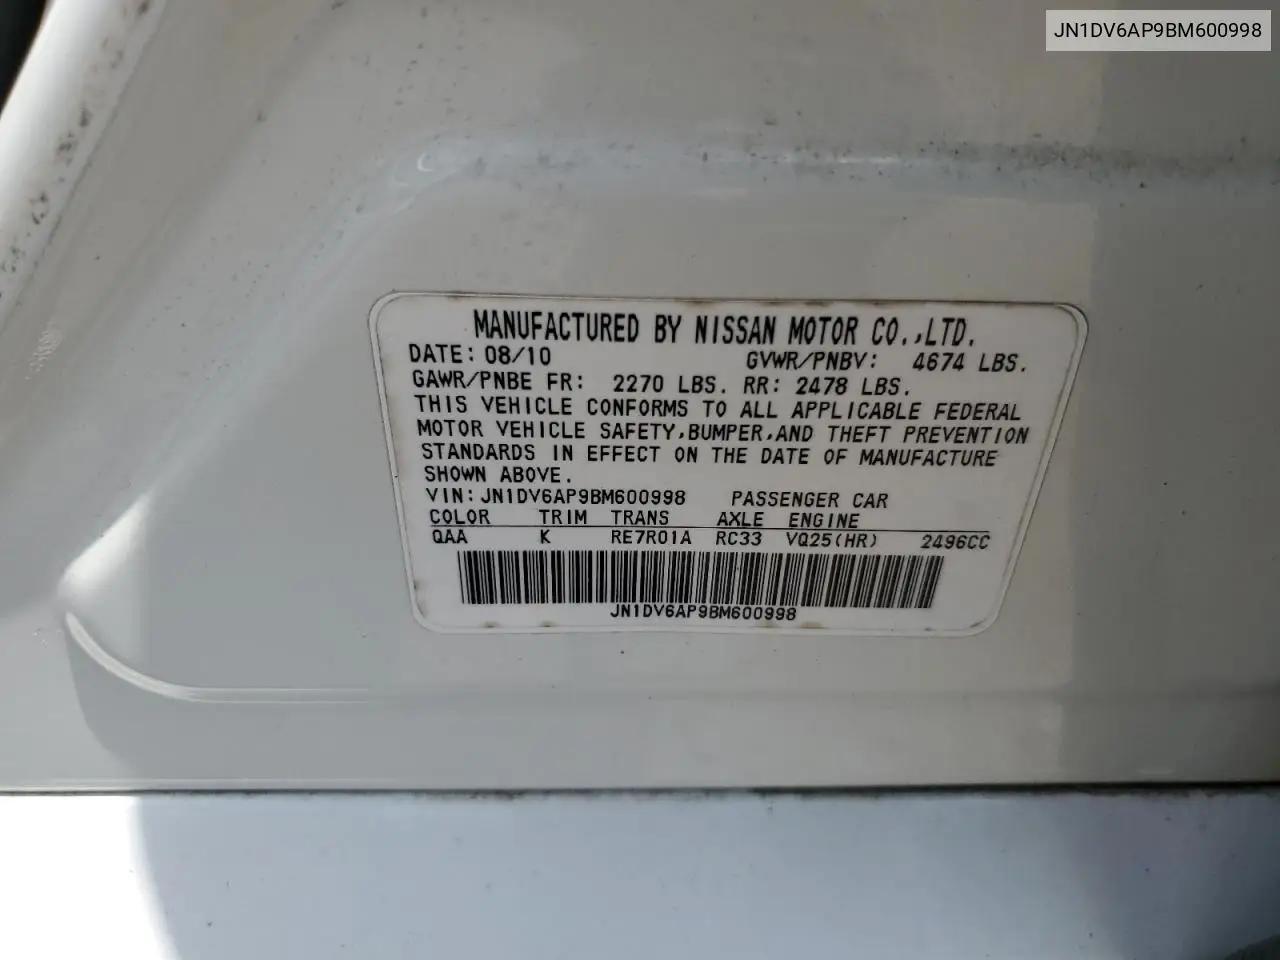 JN1DV6AP9BM600998
MANUFACTURED BY NISSAN MOTOR CO.,LTD.
DATE: 08/10 GVWR/PNBV: 4674 LBS.
GAWR/PNBE FR: 2270 LBS. RR: 2478 LBS.
THIS VEHICLE CONFORMS TO ALL APPLICABLE FEDERAL
MOTOR VEHICLE SAFETY,BUMPER,AND THEFT PREVENTION
STANDARDS IN EFFECT ON THE DATE OF MANUFACTURE
SHOWN ABOVE.
VIN: JN1DV6AP9BM600998 PASSENGER CAR
COLOR TRIM TRANS AXLE ENGINE
QAA K RE7R01A RC33 VQ25(HR) 2496CC
JN1DV6AP9BM600998